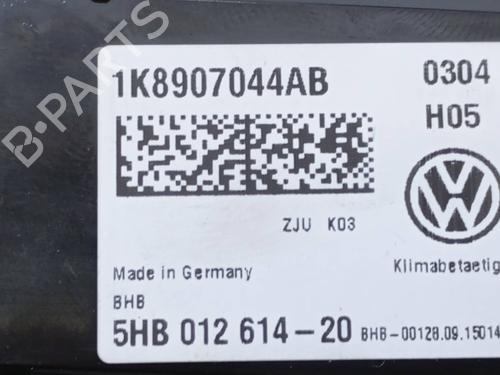 1K8907044AB 0304
H05
ZJU K03
Made in Germany Klimabetaetig
BHB
5HB 012 614-20 BHB-00128.09.15014
B-PARTS